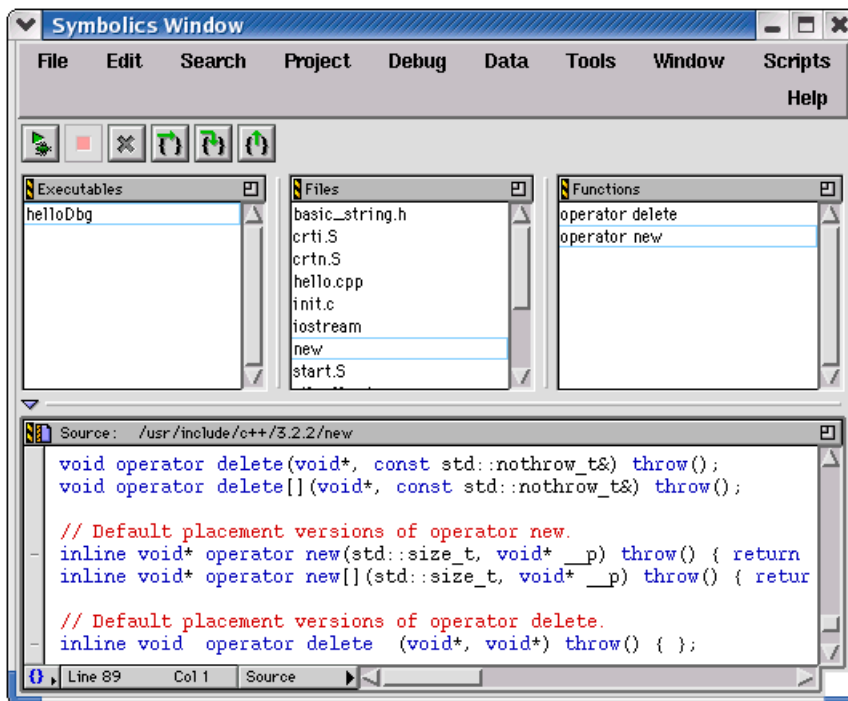 Symbolics Window
File Edit Search Project Debug Data Tools Window Scripts
Help
Executables
helloDbg
Files
basic_string.h
crti.S
crtn.S
hello.cpp
init.c
iostream
new
start.S
Functions
operator delete
operator new
Source: /usr/include/c++/3.2.2/new
void operator delete(void*, const std::nothrow_t&) throw();
void operator delete[](void*, const std::nothrow_t&) throw();
// Default placement versions of operator new.
inline void* operator new(std::size_t, void* __p) throw() { return
inline void* operator new[](std::size_t, void* __p) throw() { retur
// Default placement versions of operator delete.
inline void operator delete (void*, void*) throw() { };
Line 89 Col 1 Source